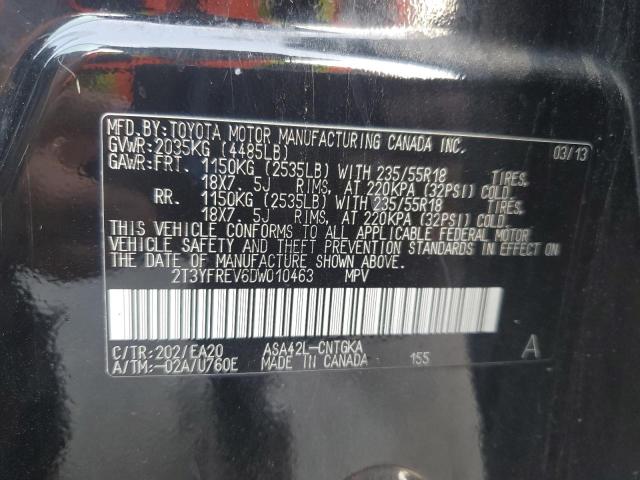 MFD.BY:TOYOTA MOTOR MANUFACTURING CANADA INC. 03/13
GVWR:2035KG (4485LB)
GAWR:FRT. 1150KG (2535LB) WITH 235/55R18 TIRES.
18X7. 5J RIMS, AT 220KPA (32PSI) COLD
RR. 1150KG (2535LB) WITH 235/55R18 TIRES.
18X7. 5J RIMS, AT 220KPA (32PSI) COLD
THIS VEHICLE CONFORMS TO ALL APPLICABLE FEDERAL MOTOR
VEHICLE SAFETY AND THEFT PREVENTION STANDARDS IN EFFECT ON
THE DATE OF MANUFACTURE SHOWN ABOVE.
2T3YFREV6DW010463 MPV
C/TR:202/EA20 ASA42L-CNTGKA A
A/TM:-02A/U760E MADE IN CANADA 155